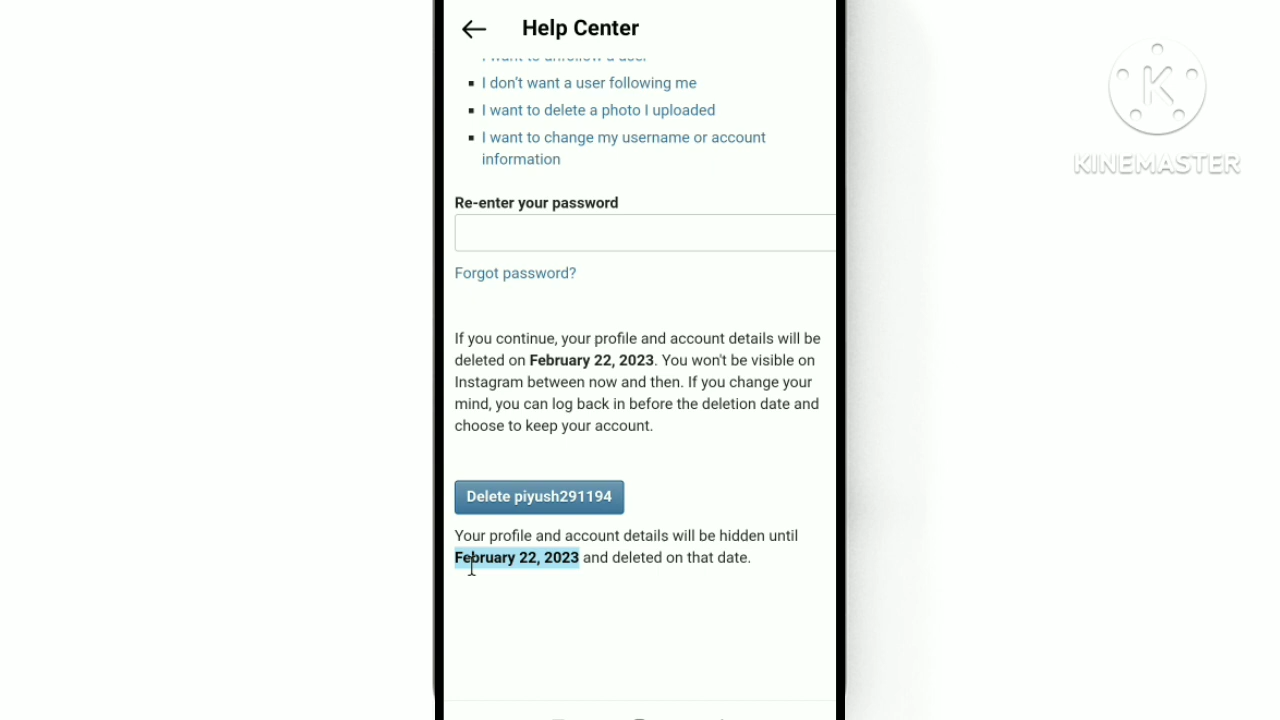 Help Center
I want to unfollow a user
I don't want a user following me
I want to delete a photo I uploaded
I want to change my username or account
information
Re-enter your password
Forgot password?
If you continue, your profile and account details will be
deleted on February 22, 2023. You won't be visible on
Instagram between now and then. If you change your
mind, you can log back in before the deletion date and
choose to keep your account.
Delete piyush291194
Your profile and account details will be hidden until
February 22, 2023 and deleted on that date.
K
KINEMASTER